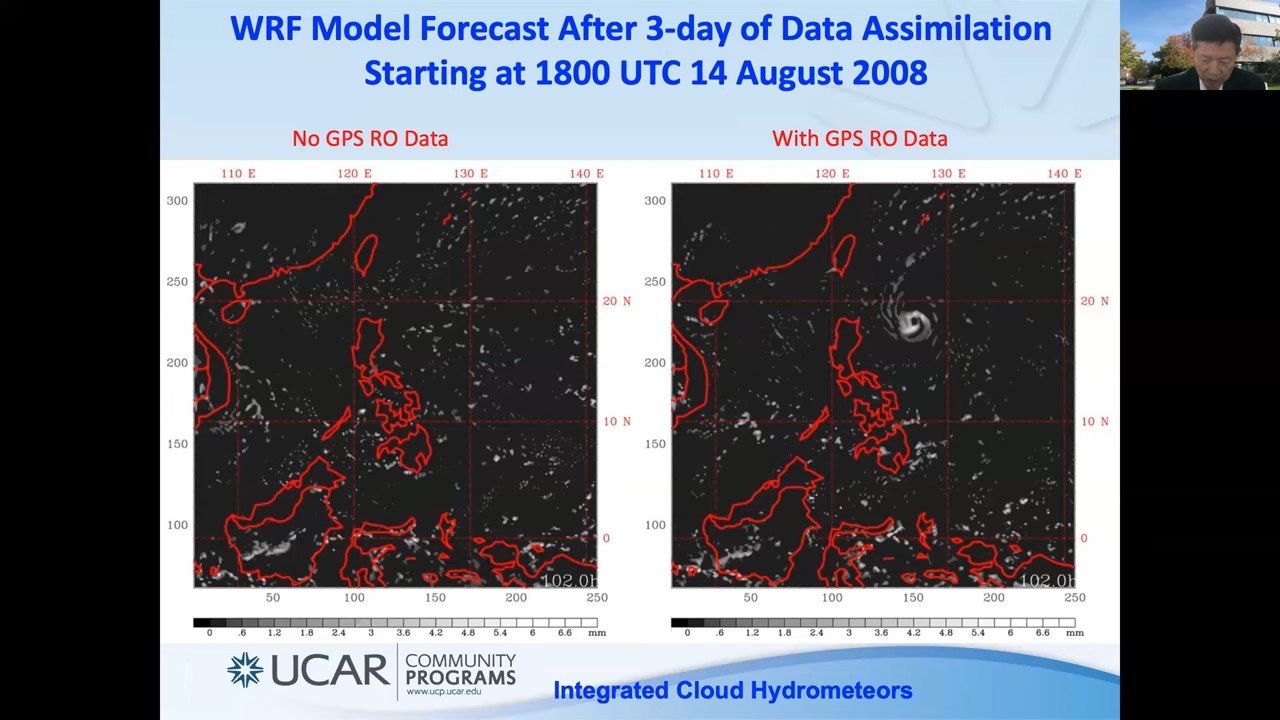 WRF Model Forecast After 3-day of Data Assimilation
Starting at 1800 UTC 14 August 2008
No GPS RO Data
With GPS RO Data
110 E 120 E 130 E 140 E
110 E 120 E 130 E 140 E
300
300
250
250
20 N
20 N
200
200
10 N
10 N
150
150
100
100
0
0
102.0h
102.0h
50 100 150 200 250
50 100 150 200 250
0 .6 1.2 1.8 2.4 3 3.6 4.2 4.8 5.4 6 6.6 mm
0 .6 1.2 1.8 2.4 3 3.6 4.2 4.8 5.4 6 6.6 mm
UCAR
COMMUNITY
PROGRAMS
www.ucp.ucar.edu
Integrated Cloud Hydrometeors